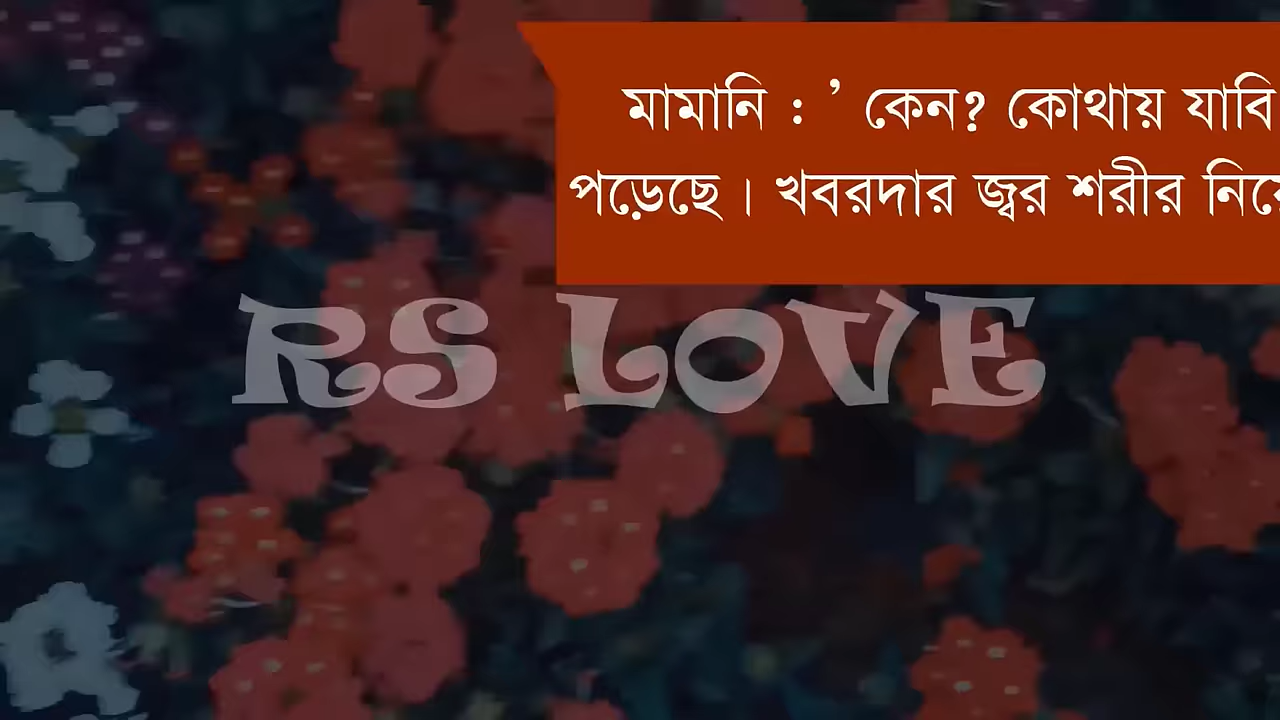 মামানি : ’ কেন? কোথায় যাবি
পড়েছে। খবরদার জ্বর শরীর
RS LOVE